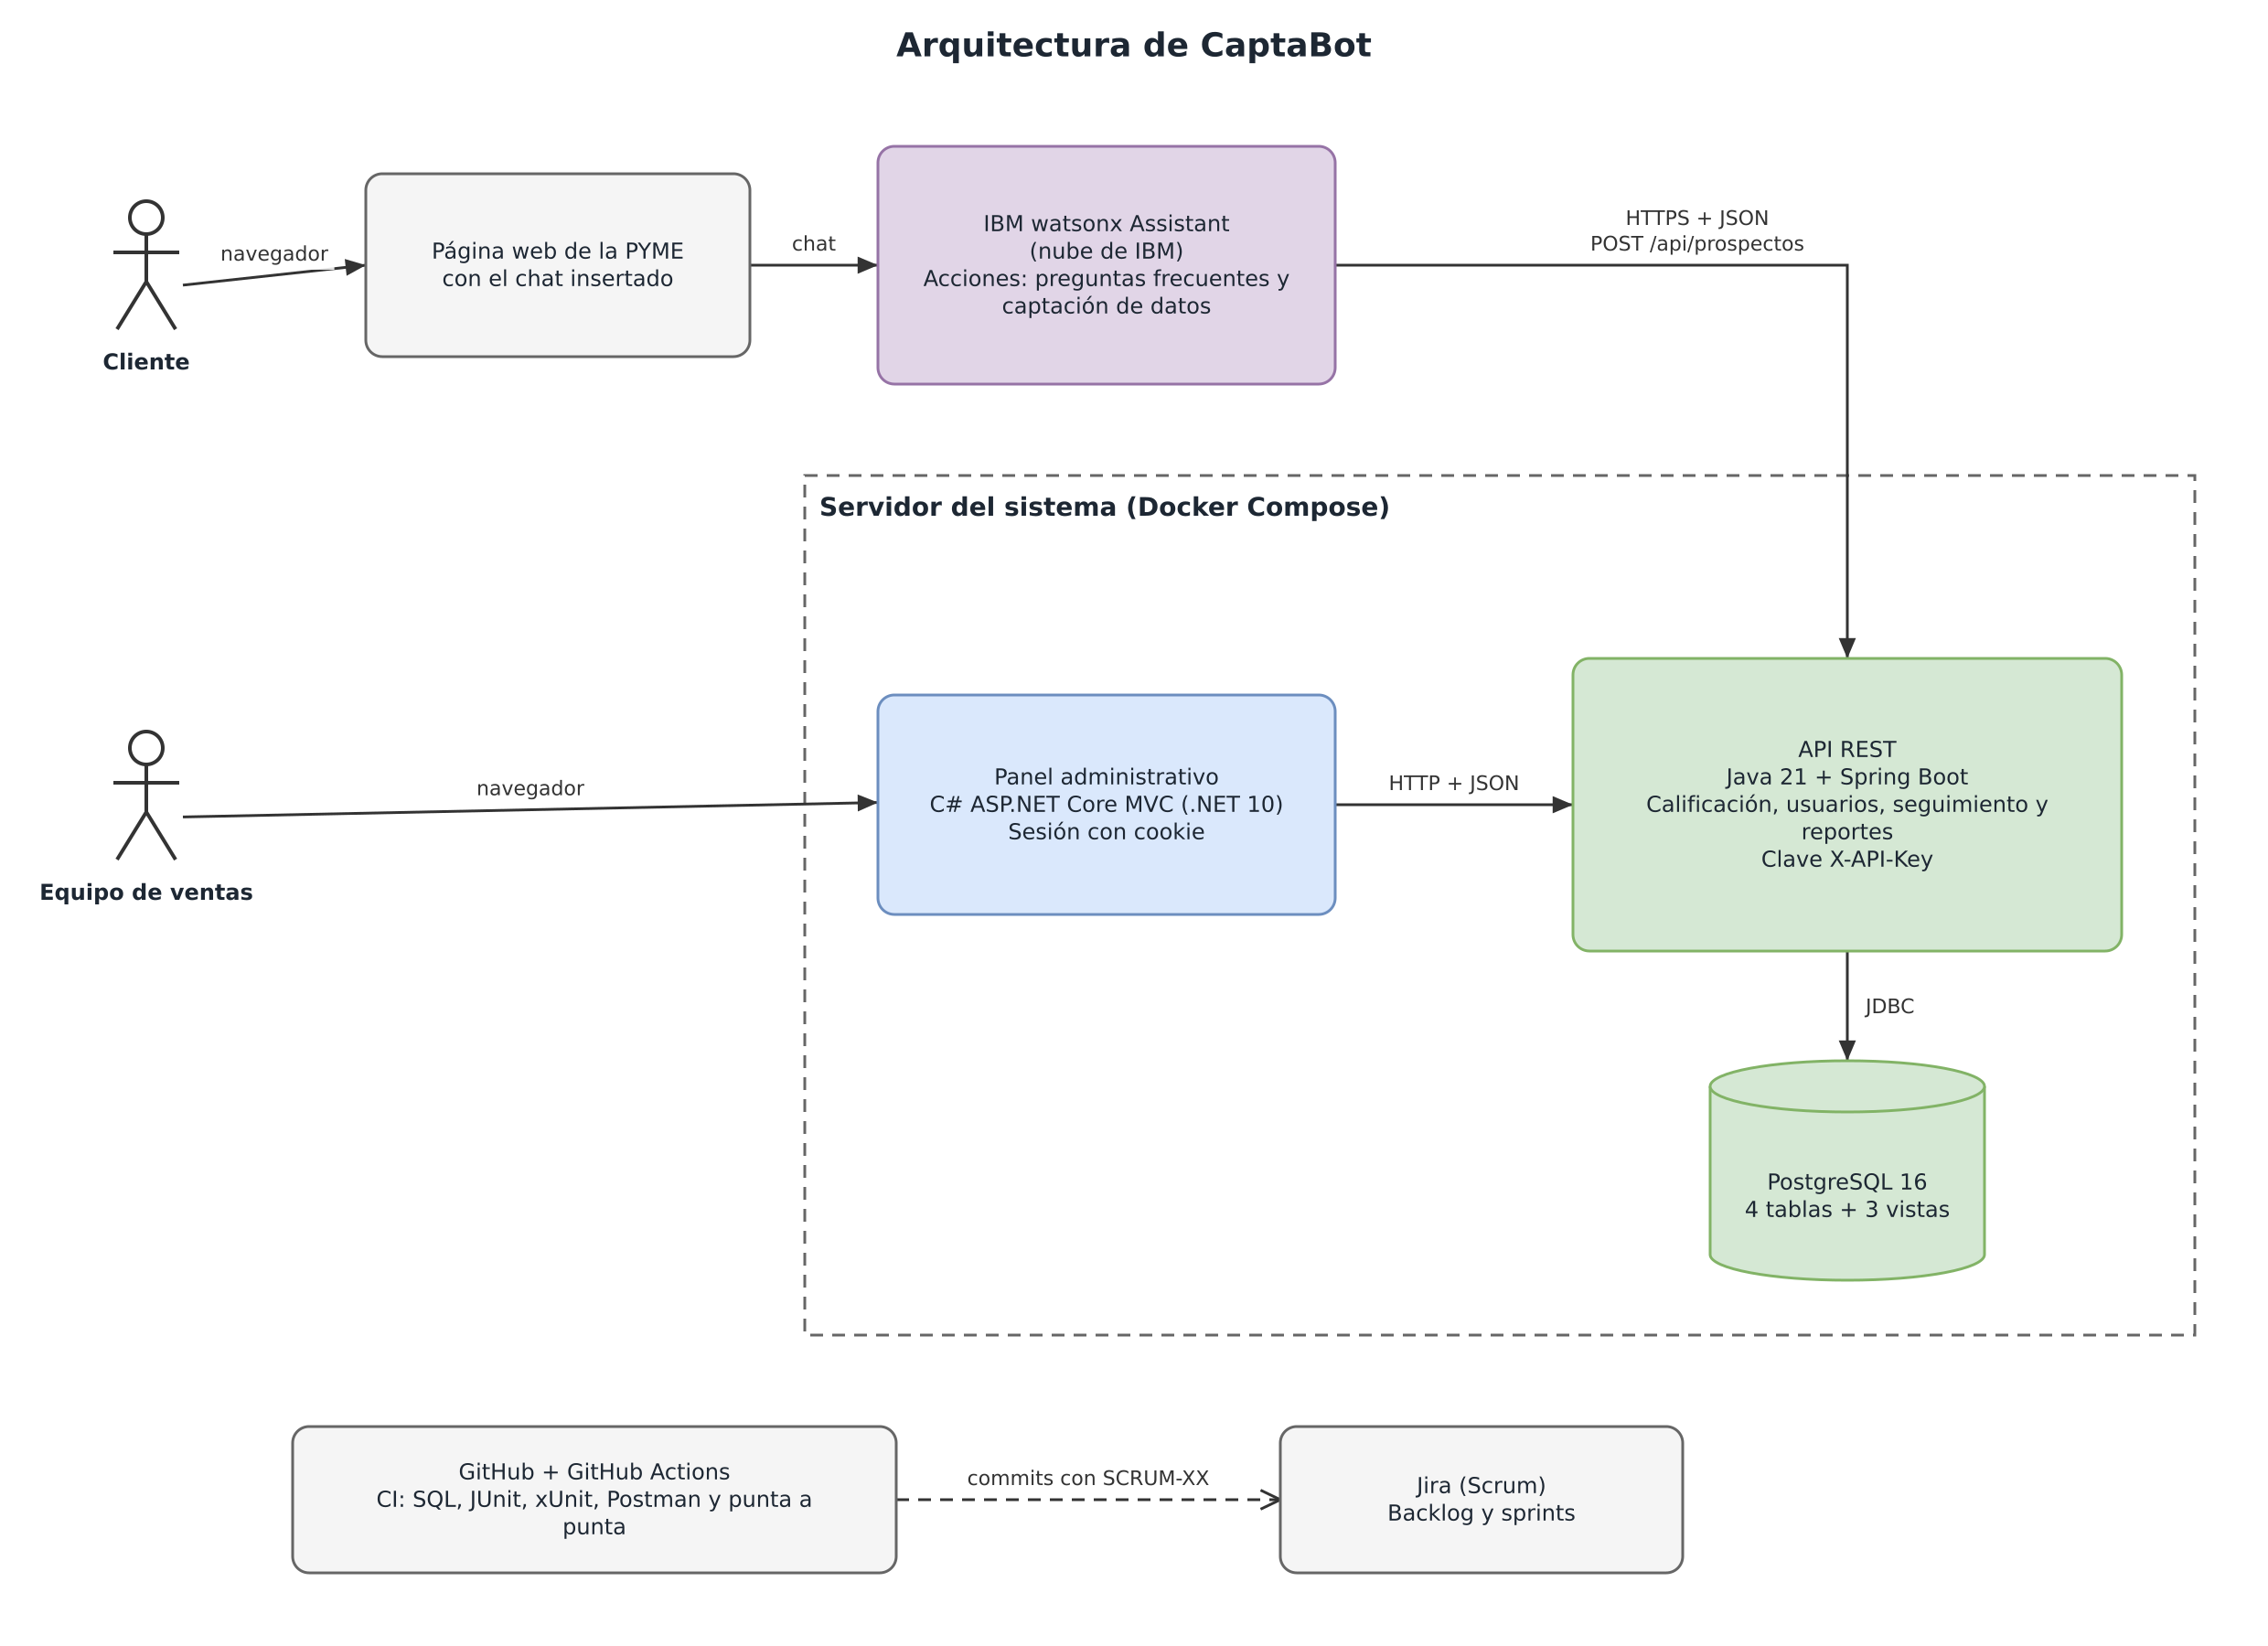 Arquitectura de CaptaBot
navegador
Cliente
Página web de la PYME
con el chat insertado
chat
IBM watsonx Assistant
(nube de IBM)
Acciones: preguntas frecuentes y
captación de datos
HTTPS + JSON
POST /api/prospectos
Servidor del sistema (Docker Compose)
navegador
Equipo de ventas
Panel administrativo
C# ASP.NET Core MVC (.NET 10)
Sesión con cookie
HTTP + JSON
API REST
Java 21 + Spring Boot
Calificación, usuarios, seguimiento y
reportes
Clave X-API-Key
JDBC
PostgreSQL 16
4 tablas + 3 vistas
GitHub + GitHub Actions
CI: SQL, JUnit, xUnit, Postman y punta a
punta
commits con SCRUM-XX
Jira (Scrum)
Backlog y sprints